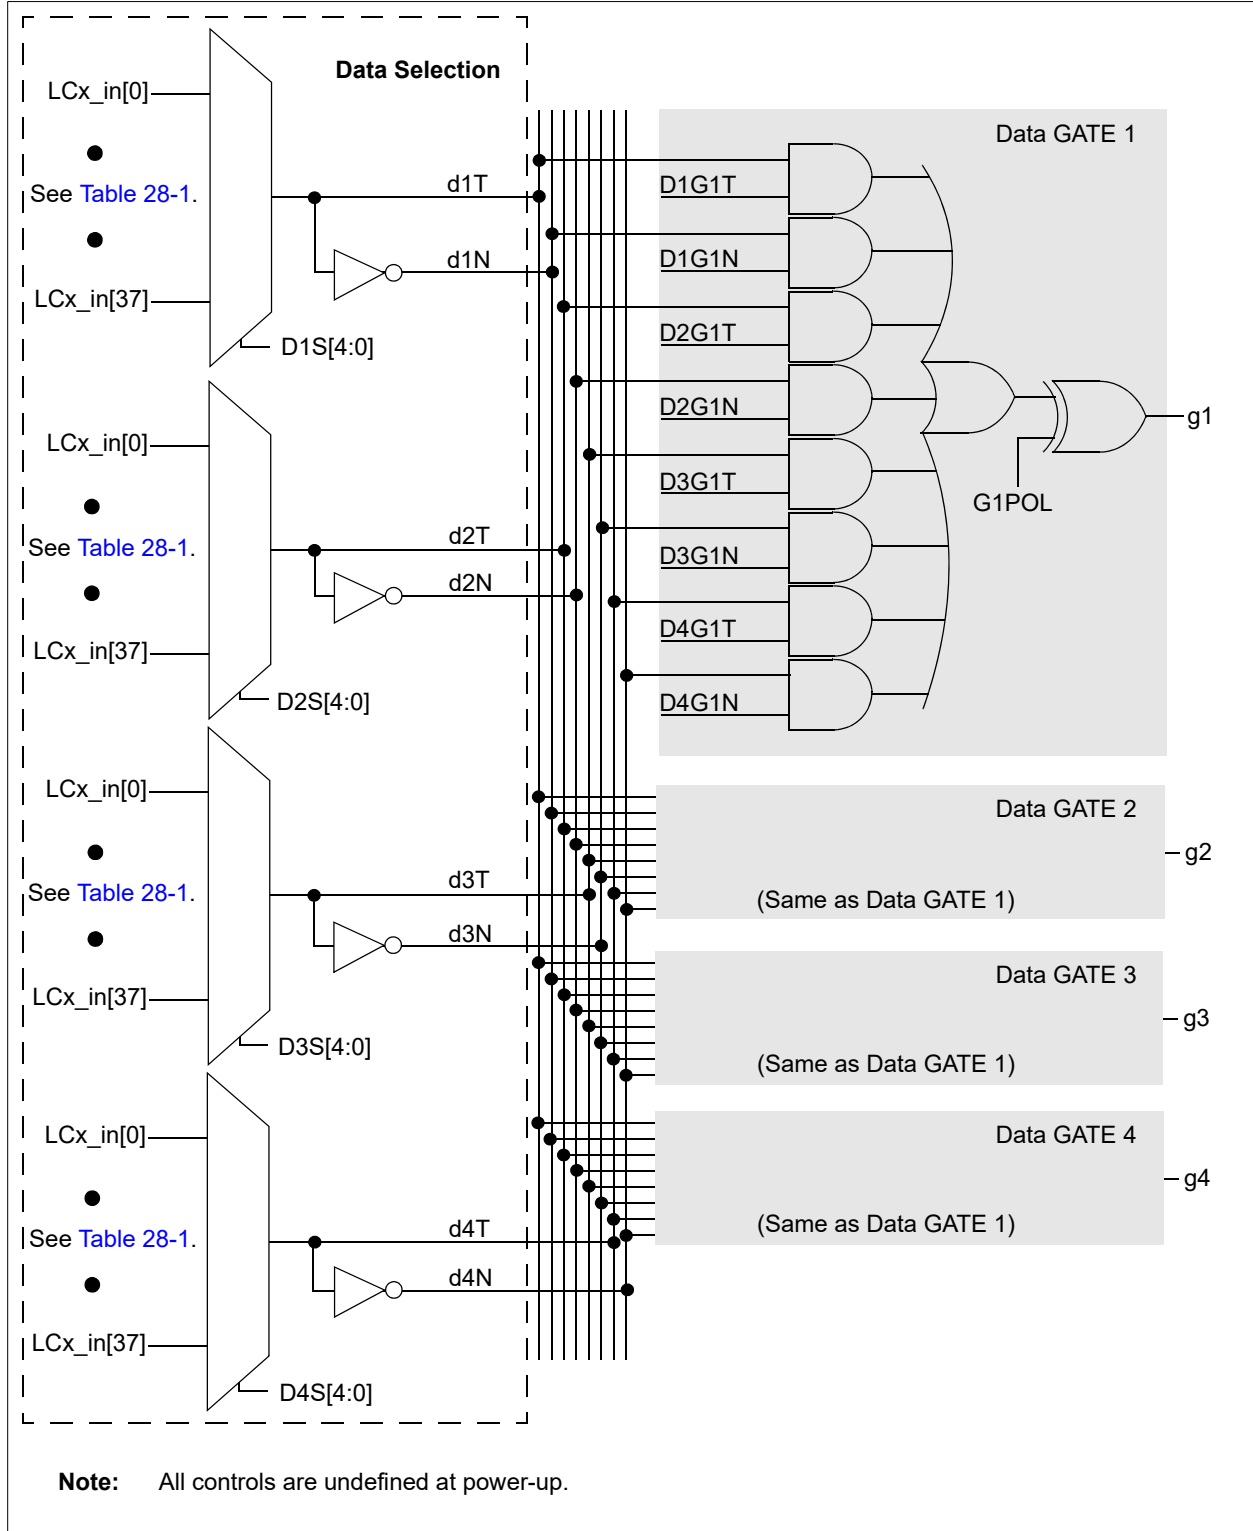 Data Selection
LCx_in[0]
See Table 28-1.
LCx_in[37]
D1S[4:0]
d1T
d1N
LCx_in[0]
See Table 28-1.
LCx_in[37]
D2S[4:0]
d2T
d2N
LCx_in[0]
See Table 28-1.
LCx_in[37]
D3S[4:0]
d3T
d3N
LCx_in[0]
See Table 28-1.
LCx_in[37]
D4S[4:0]
d4T
d4N
Data GATE 1
D1G1T
D1G1N
D2G1T
D2G1N
D3G1T
D3G1N
D4G1T
D4G1N
G1POL
g1
Data GATE 2
(Same as Data GATE 1)
g2
Data GATE 3
(Same as Data GATE 1)
g3
Data GATE 4
(Same as Data GATE 1)
g4
Note: All controls are undefined at power-up.